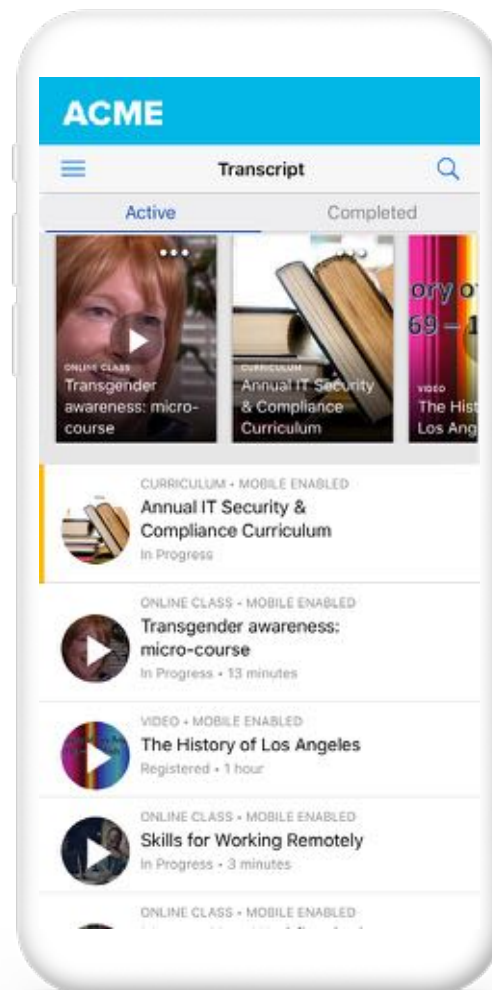 ACME
Transcript
Active
Completed
ory o
69 – 1
ONLINE CLASS
Transgender
awareness: micro-
course
CURRICULUM
Annual IT Security
& Compliance
Curriculum
VIDEO
The Hist
Los Ang
CURRICULUM • MOBILE ENABLED
Annual IT Security &
Compliance Curriculum
In Progress
ONLINE CLASS • MOBILE ENABLED
Transgender awareness:
micro-course
In Progress • 13 minutes
VIDEO • MOBILE ENABLED
The History of Los Angeles
Registered • 1 hour
ONLINE CLASS • MOBILE ENABLED
Skills for Working Remotely
In Progress • 3 minutes
ONLINE CLASS • MOBILE ENABLED